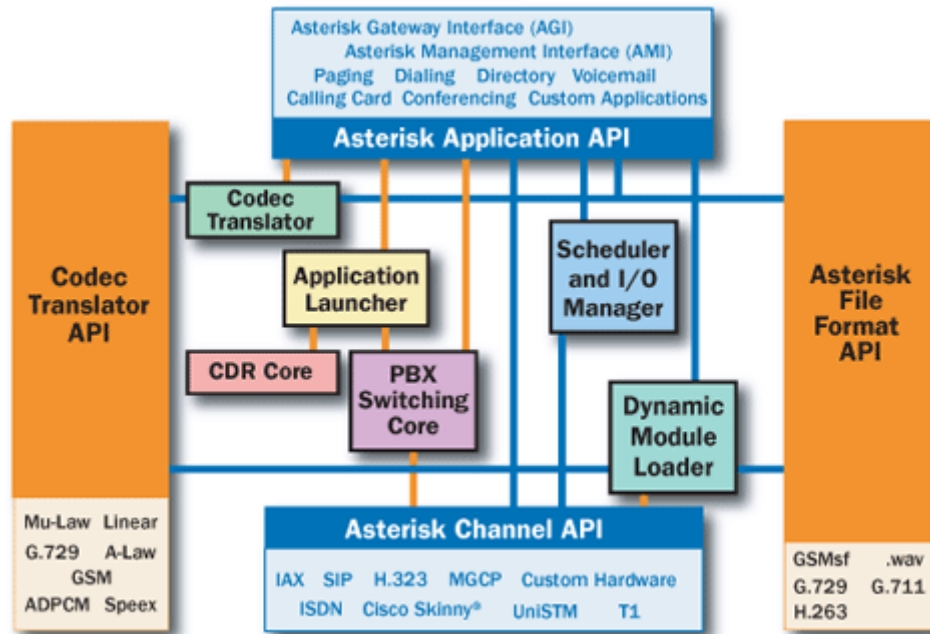 Asterisk Gateway Interface (AGI)
Asterisk Management Interface (AMI)
Paging Dialing Directory Voicemail
Calling Card Conferencing Custom Applications
Asterisk Application API
Codec
Translator
Application
Launcher
CDR Core
PBX
Switching
Core
Scheduler
and I/O
Manager
Dynamic
Module
Loader
Codec
Translator
API
Mu-Law Linear
G.729 A-Law
GSM
ADPCM Speex
Asterisk
File
Format
API
GSMsf .wav
G.729 G.711
H.263
Asterisk Channel API
IAX SIP H.323 MGCP Custom Hardware
ISDN Cisco Skinny® UniSTM T1